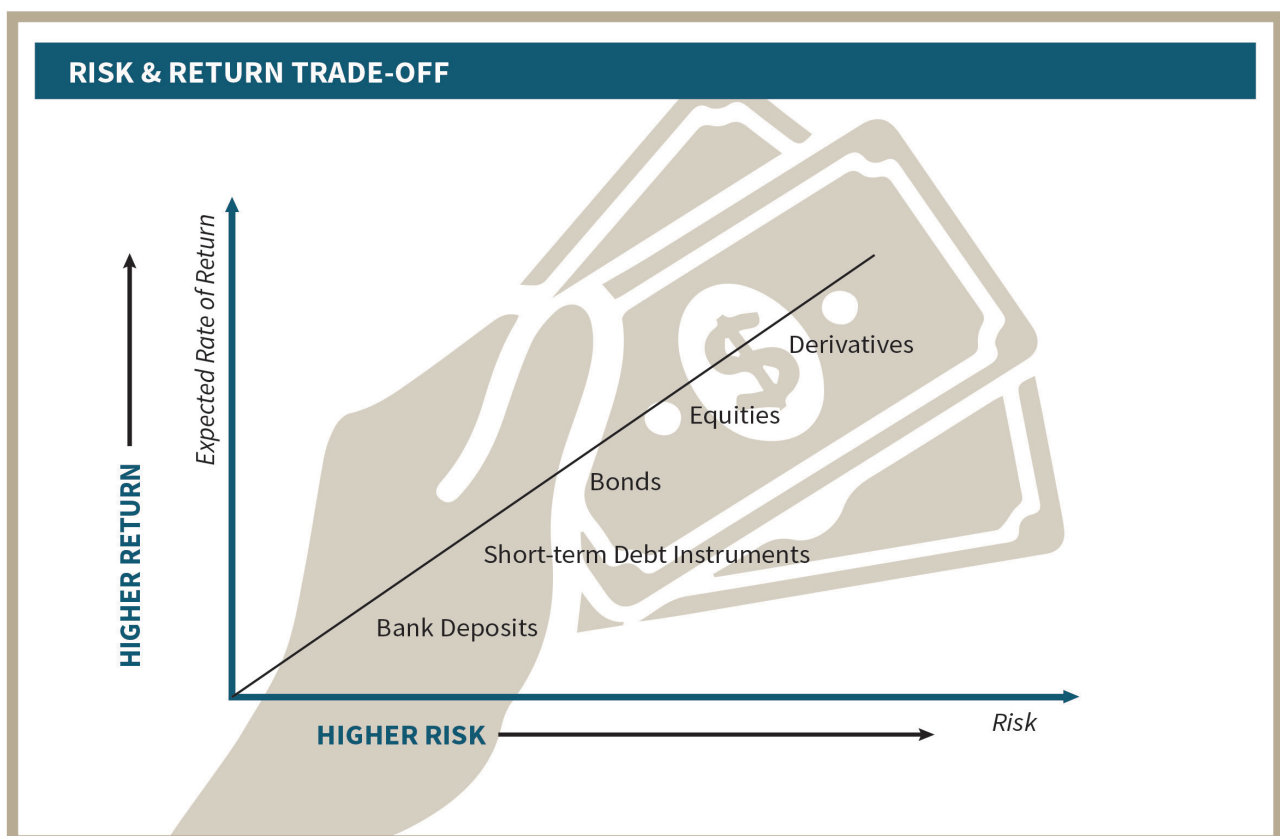 RISK & RETURN TRADE-OFF
Expected Rate of Return
HIGHER RETURN
Derivatives
Equities
Bonds
Short-term Debt Instruments
Bank Deposits
Risk
HIGHER RISK
$